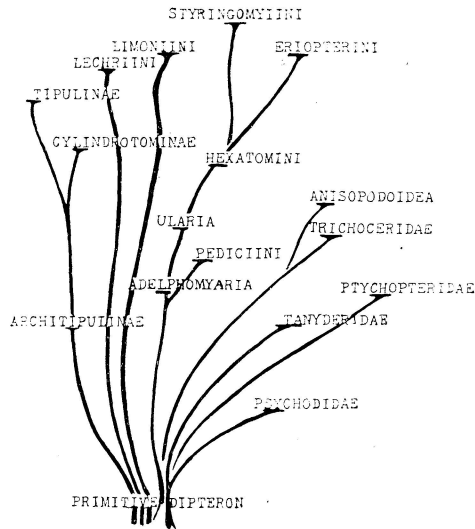 STYRINGOMYIINI
LIMONIINI
ERIOPTERINI
LECHRIINI
TIPULINAE
CYLINDROTOMINAE
HEXATOMINI
ANISOPODOIDEA
ULARIA
TRICHOCERIDAE
PEDICIINI
ADELPHOMYARIA
PTYCHOPTERIDAE
ARCHITIPULINAE
TANYDERIDAE
PSYCHODIDAE
PRIMITIVE DIPTERON